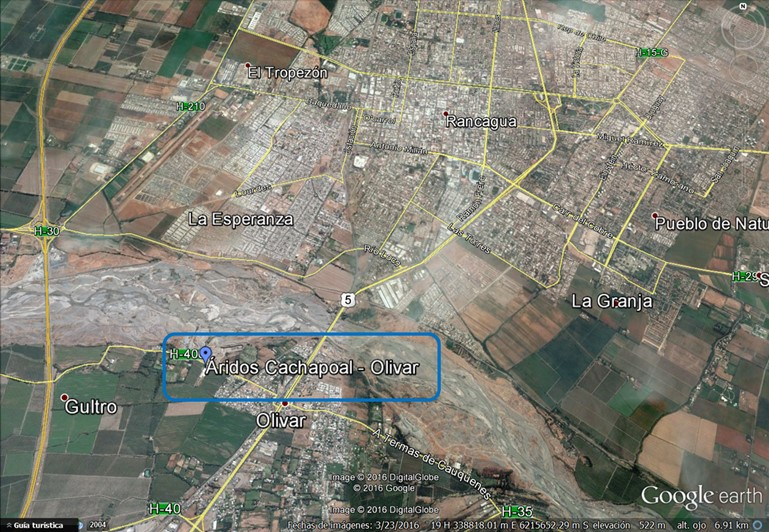 N
H-15-G
El Tropezón
H-210
Rancagua
Lourdes
La Esperanza
Pueblo de Natu
H-30
H-29
S
La Granja
5
H-40
Áridos Cachapoal - Olivar
Gultro
Olivar
A Termas de Cauquenes
Image © 2016 DigitalGlobe
© 2016 Google
Google earth
H-40
Image © 2016 DigitalGlobe
H-35
Guía turística
2004
Fechas de imágenes: 3/23/2016 19 H 338818.01 m E 6215652.29 m S elevación 522 m alt. ojo 6.91 km